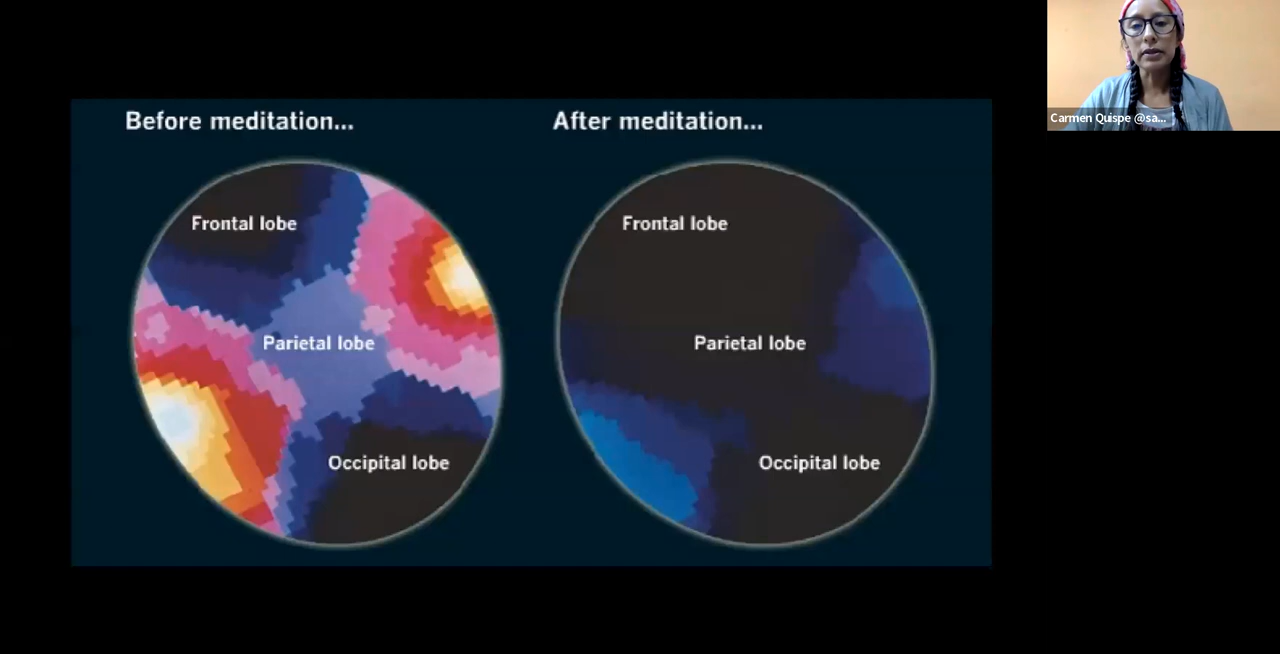 Before meditation...
After meditation...
Frontal lobe
Frontal lobe
Parietal lobe
Parietal lobe
Occipital lobe
Occipital lobe
Carmen Quispe @sa...